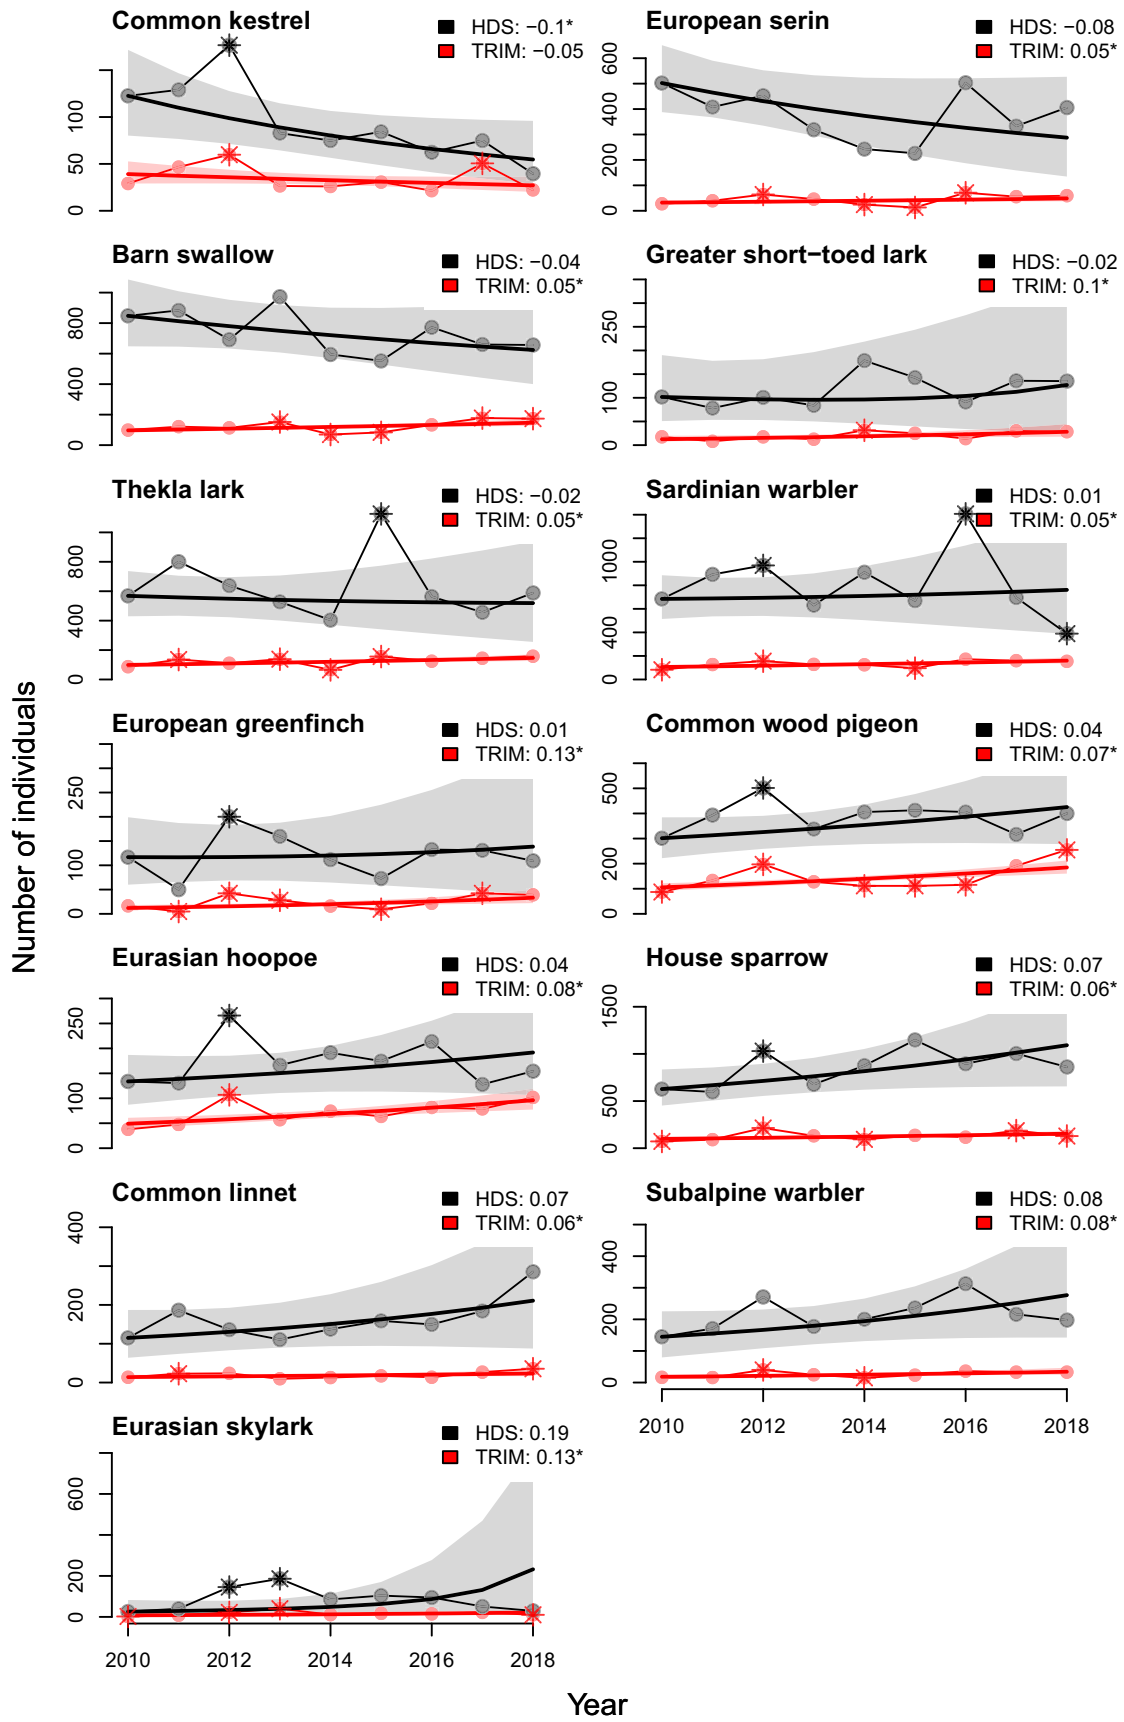 Common kestrel
HDS: −0.1*
TRIM: −0.05
0
50
100
European serin
HDS: −0.08
TRIM: 0.05*
0
200
400
600
Barn swallow
HDS: −0.04
TRIM: 0.05*
0
400
800
Greater short−toed lark
HDS: −0.02
TRIM: 0.1*
0
100
250
Thekla lark
HDS: −0.02
TRIM: 0.05*
0
400
800
Sardinian warbler
HDS: 0.01
TRIM: 0.05*
0
400
1000
European greenfinch
HDS: 0.01
TRIM: 0.13*
0
100
250
Common wood pigeon
HDS: 0.04
TRIM: 0.07*
0
200
500
Eurasian hoopoe
HDS: 0.04
TRIM: 0.08*
0
100
250
House sparrow
HDS: 0.07
TRIM: 0.06*
0
500
1500
Common linnet
HDS: 0.07
TRIM: 0.06*
0
200
400
Subalpine warbler
HDS: 0.08
TRIM: 0.08*
0
200
400
2010 2012 2014 2016 2018
Eurasian skylark
HDS: 0.19
TRIM: 0.13*
0
200
600
2010 2012 2014 2016 2018
Number of individuals
Year